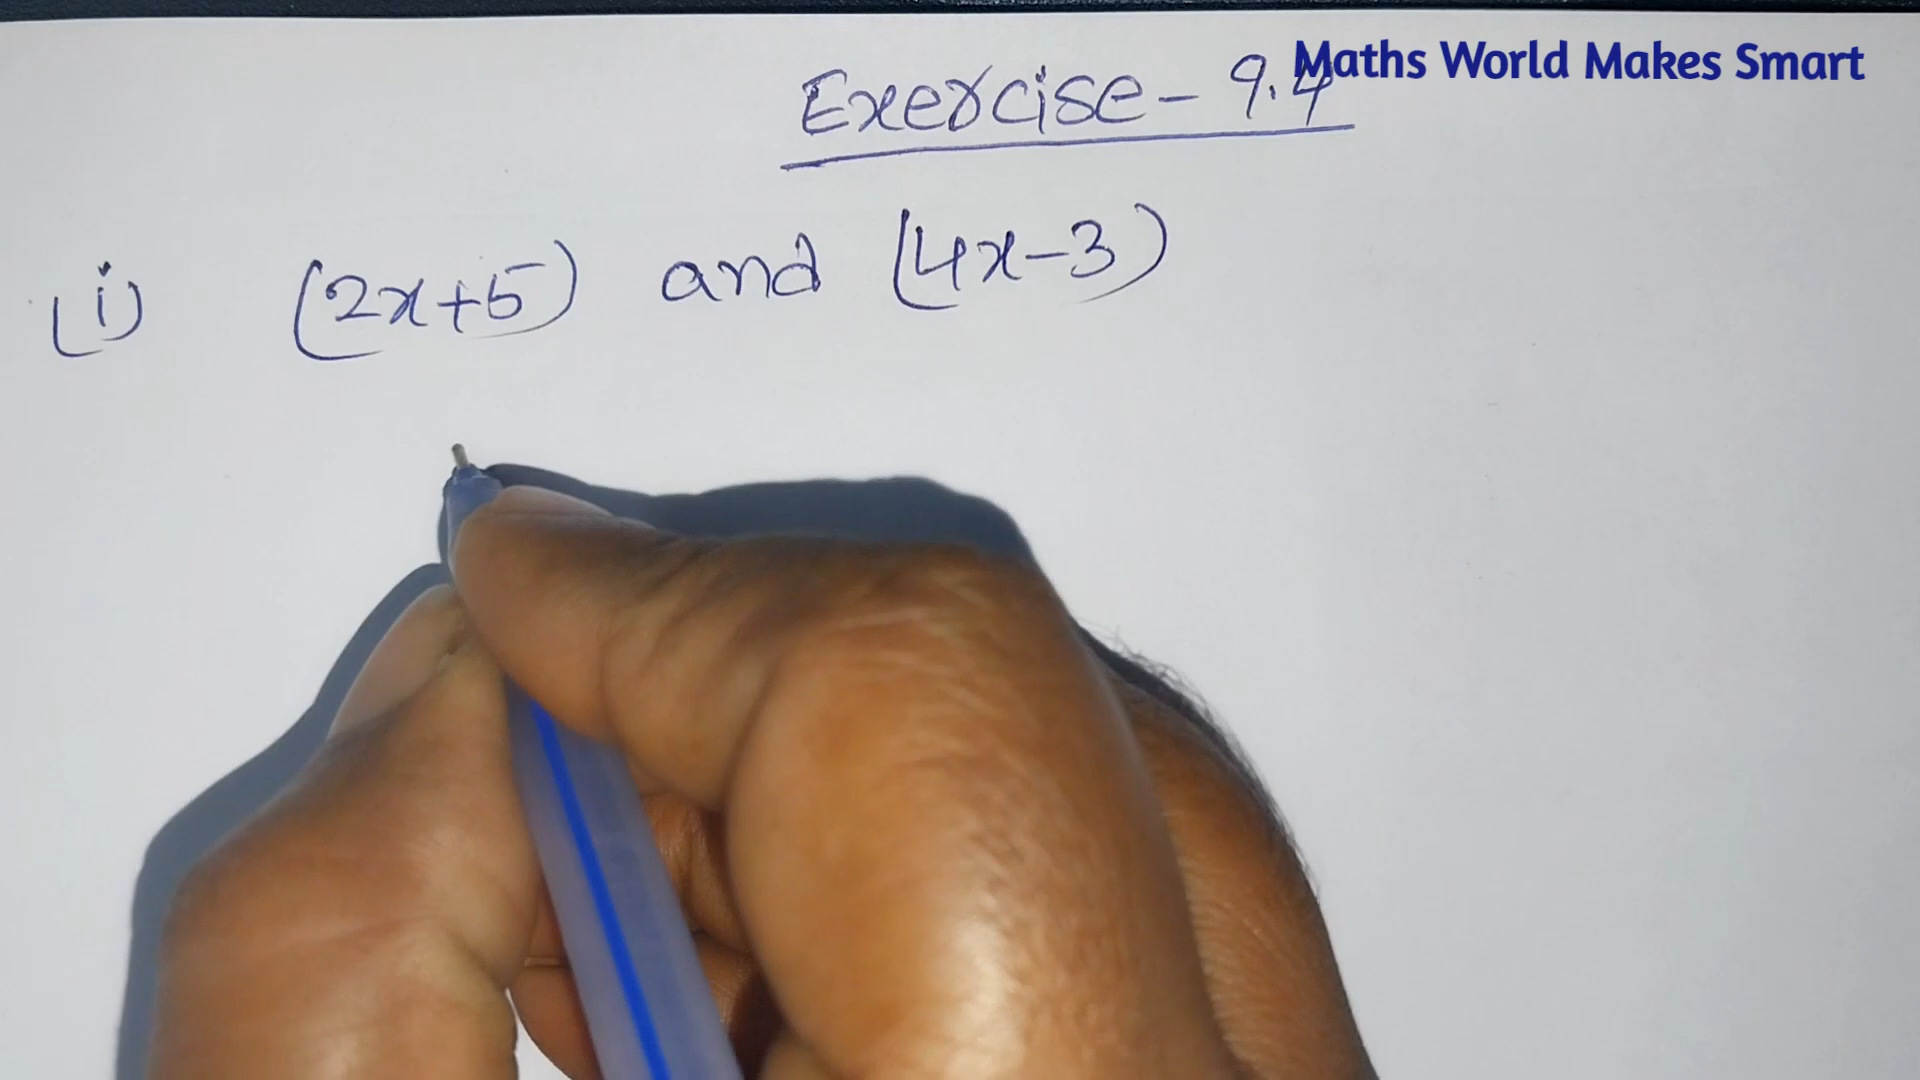 Maths World Makes Smart
Exercise - 9.4
(i) (2x+5) and (4x-3)